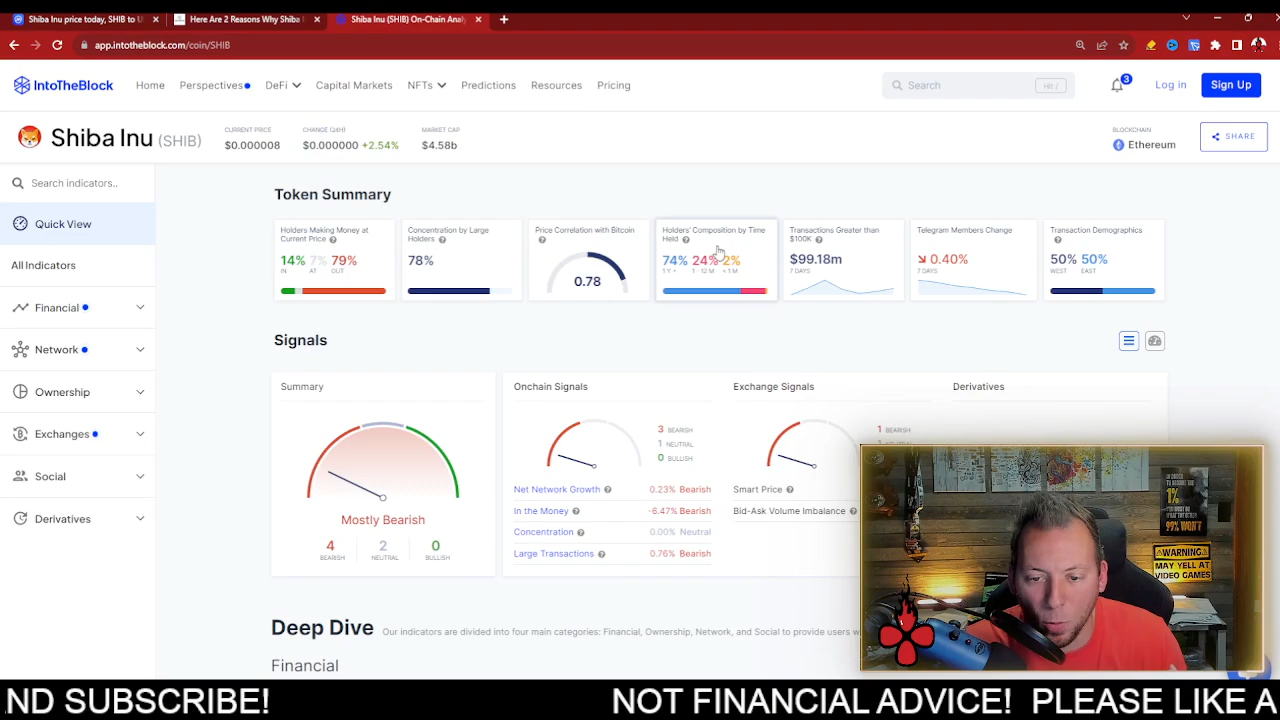 Shiba Inu price today, SHIB to U
Here Are 2 Reasons Why Shiba
Shiba Inu (SHIB) On-Chain Anal
app.intotheblock.com/coin/SHIB
IntoTheBlock
Home
Perspectives
DeFi
Capital Markets
NFTs
Predictions
Resources
Pricing
Search
Hit /
3
Log in
Sign Up
Shiba Inu (SHIB)
CURRENT PRICE
$0.000008
CHANGE (24H)
$0.000000 +2.54%
MARKET CAP
$4.58b
BLOCKCHAIN
Ethereum
SHARE
Search indicators..
Quick View
All Indicators
Financial
Network
Ownership
Exchanges
Social
Derivatives
Token Summary
Holders Making Money at
Current Price
14% 7% 79%
IN AT OUT
Concentration by Large
Holders
78%
Price Correlation with Bitcoin
0.78
Holders' Composition by Time
Held
74% 24% 2%
1 Y + 1 - 12 M < 1 M
Transactions Greater than
$100K
$99.18m
7 DAYS
Telegram Members Change
0.40%
7 DAYS
Transaction Demographics
50% 50%
WEST EAST
Signals
Summary
Mostly Bearish
4 2 0
BEARISH NEUTRAL BULLISH
Onchain Signals
3 BEARISH
1 NEUTRAL
0 BULLISH
Net Network Growth 0.23% Bearish
In the Money -6.47% Bearish
Concentration 0.00% Neutral
Large Transactions 0.76% Bearish
Exchange Signals
1 BEARISH
Smart Price
Bid-Ask Volume Imbalance
Derivatives
Deep Dive
Our indicators are divided into four main categories: Financial, Ownership, Network, and Social to provide users
Financial
1%
99% WON'T
WARNING
MAY YELL AT
VIDEO GAMES
ND SUBSCRIBE! NOT FINANCIAL ADVICE! PLEASE LIKE A